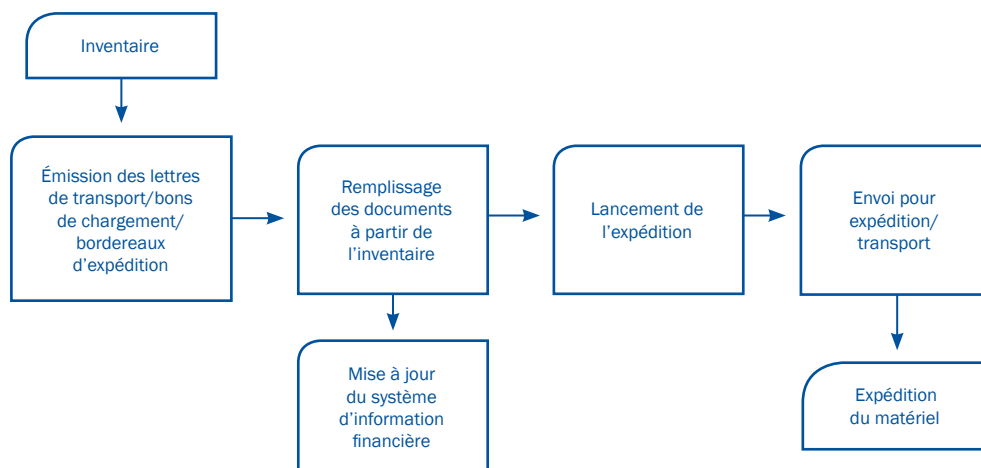 Inventaire
Émission des lettres
de transport/bons
de chargement/
bordereaux
d'expédition
Remplissage
des documents
à partir de
l'inventaire
Lancement de
l'expédition
Envoi pour
expédition/
transport
Mise à jour
du système
d'information
financière
Expédition
du matériel